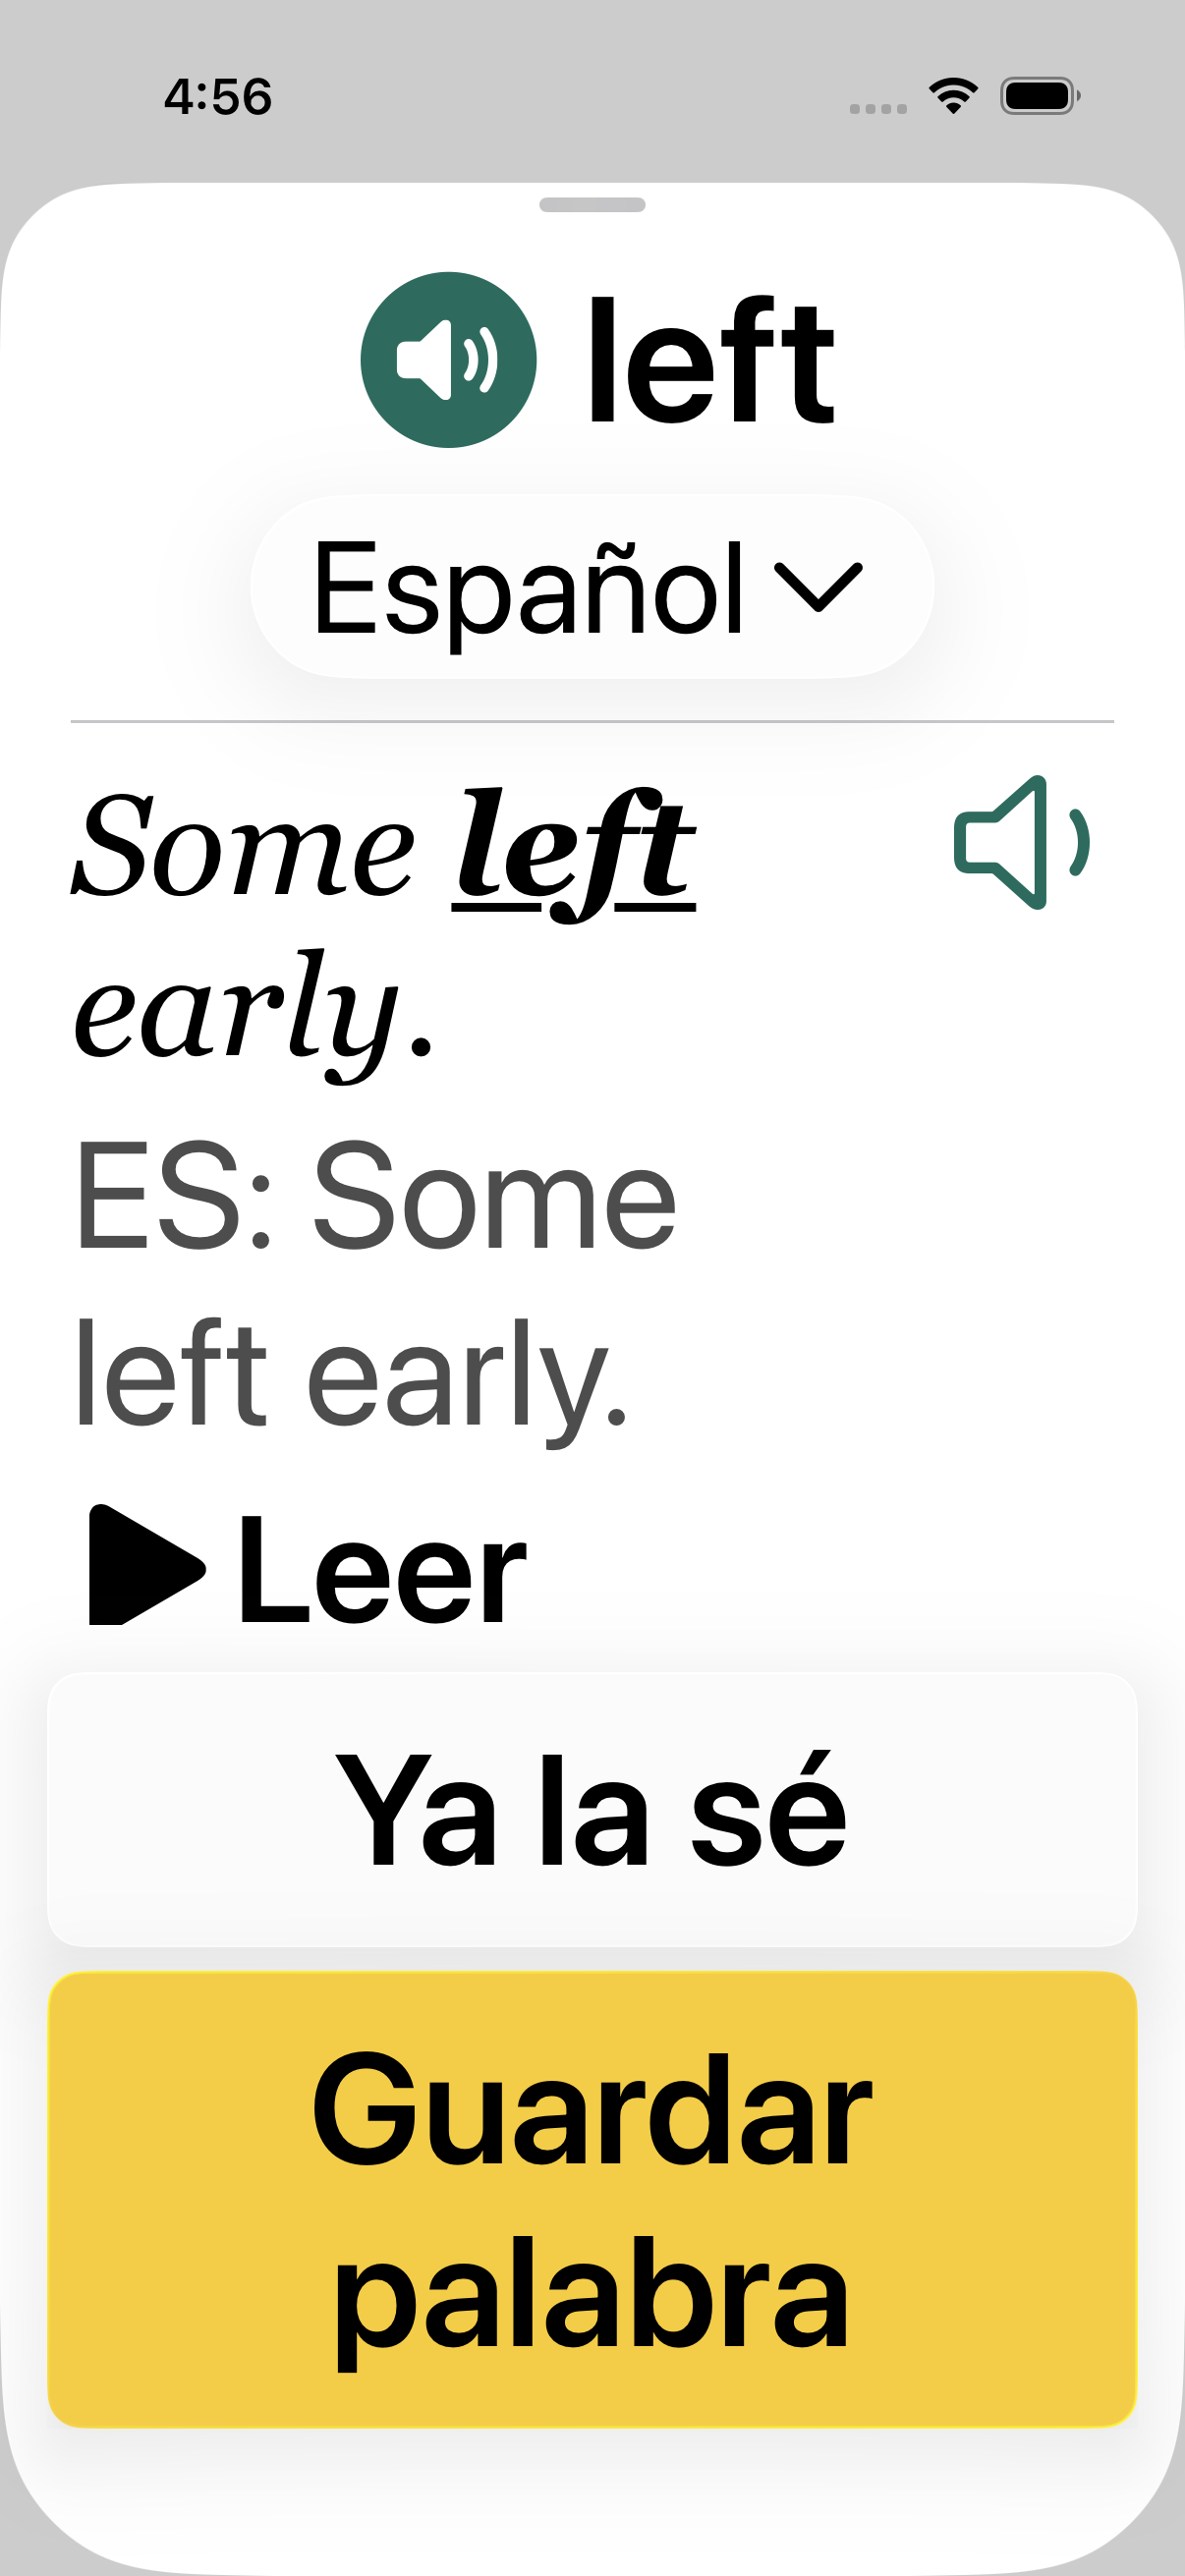 4:56
left
Español
Some left
early.
ES: Some
left early.
Leer
Ya la sé
Guardar
palabra